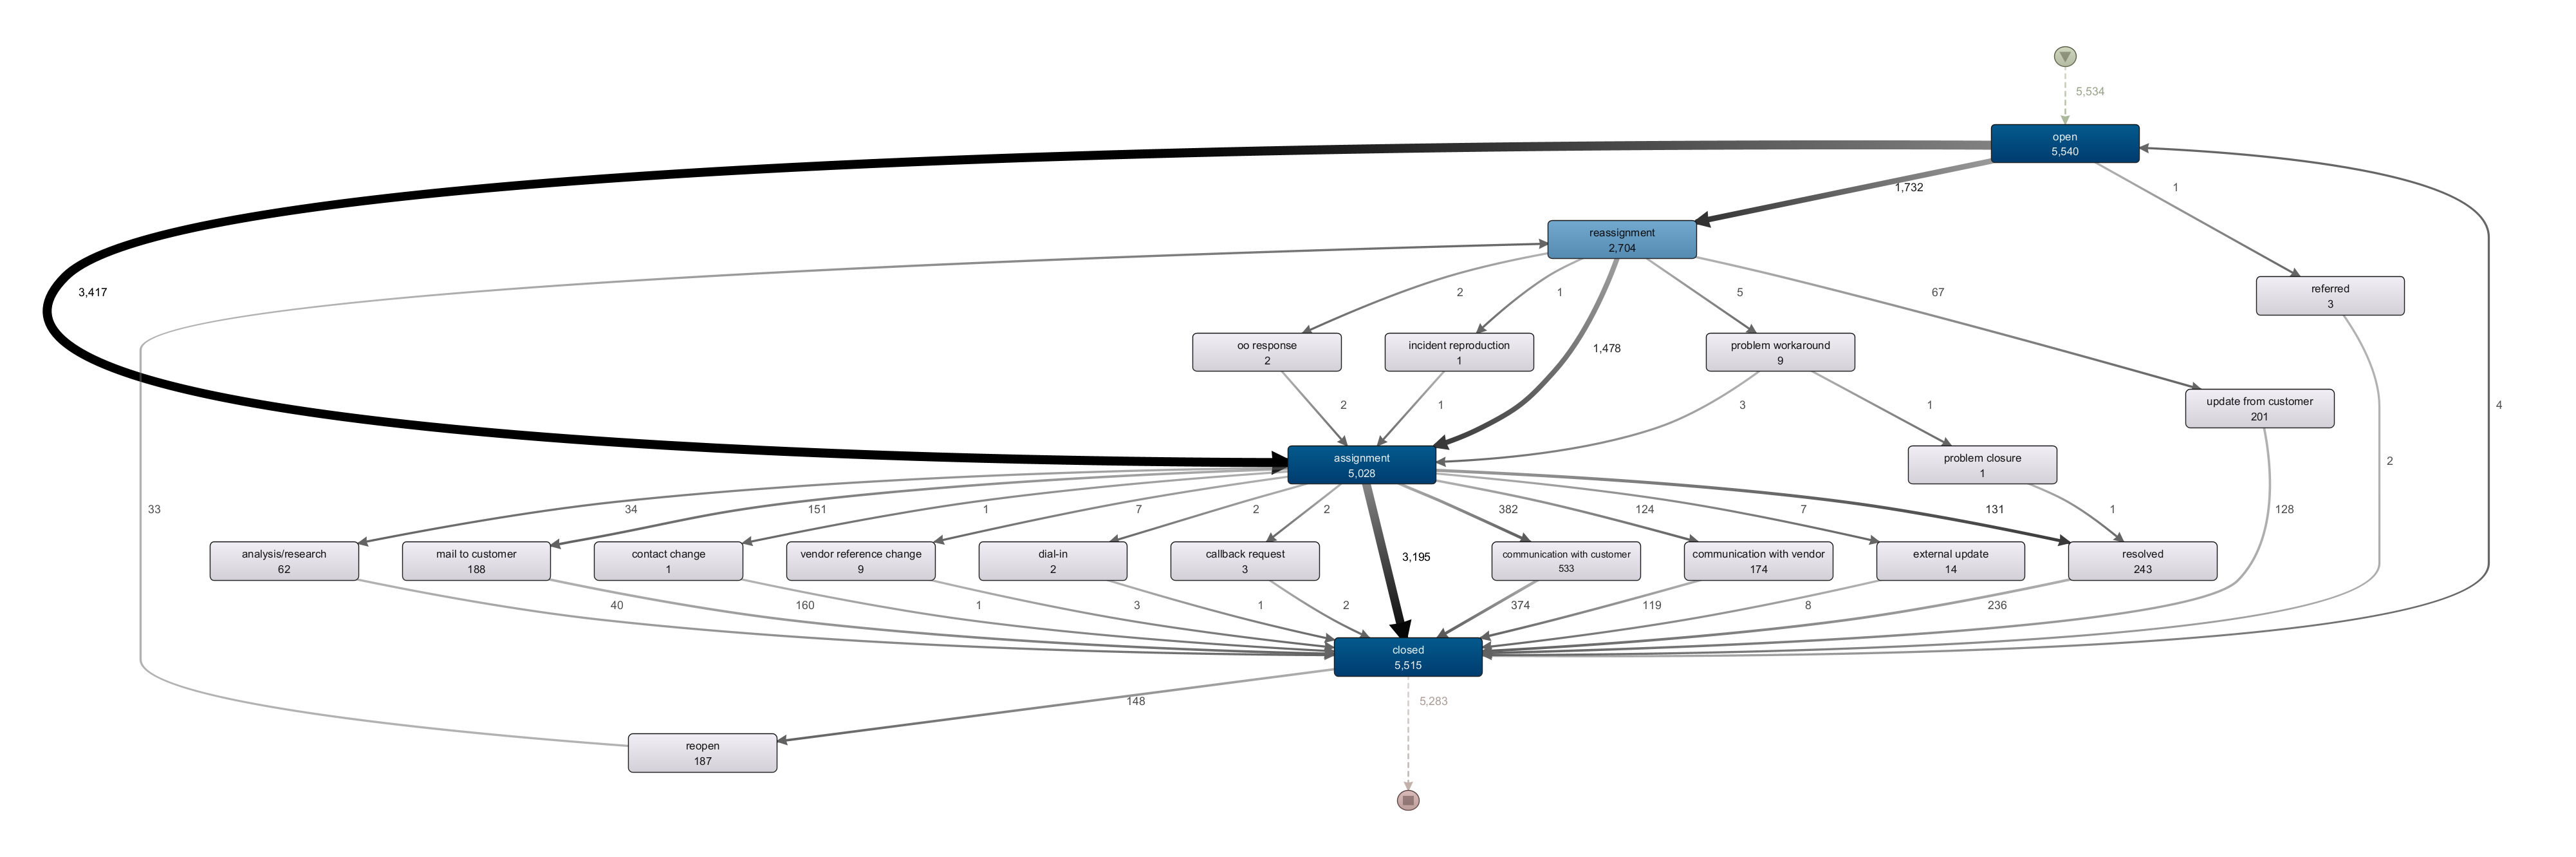 5,534
open
5,540
1,732
1
reassignment
2,704
3,417
2
1
5
67
referred
3
oo response
2
incident reproduction
1
1,478
problem workaround
9
2
1
3
1
update from customer
201
4
assignment
5,028
problem closure
1
2
33
34
151
1
7
2
2
382
124
7
131
1
128
analysis/research
62
mail to customer
188
contact change
1
vendor reference change
9
dial-in
2
callback request
3
3,195
communication with customer
533
communication with vendor
174
external update
14
resolved
243
40
160
1
3
1
2
374
119
8
236
closed
5,515
148
5,283
reopen
187